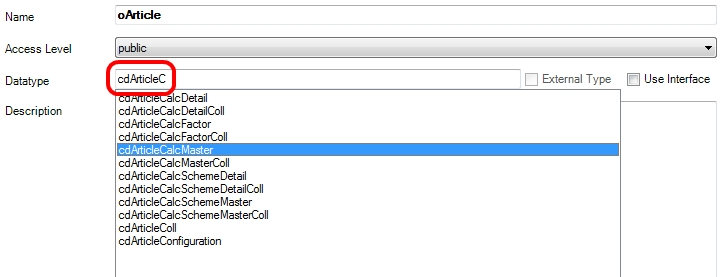 Name oArticle
Access Level public
Datatype cdArticleC External Type Use Interface
Description
cdArticleCalcDetail
cdArticleCalcDetailColl
cdArticleCalcFactor
cdArticleCalcFactorColl
cdArticleCalcMaster
cdArticleCalcMasterColl
cdArticleCalcSchemeDetail
cdArticleCalcSchemeDetailColl
cdArticleCalcSchemeMaster
cdArticleCalcSchemeMasterColl
cdArticleColl
cdArticleConfiguration